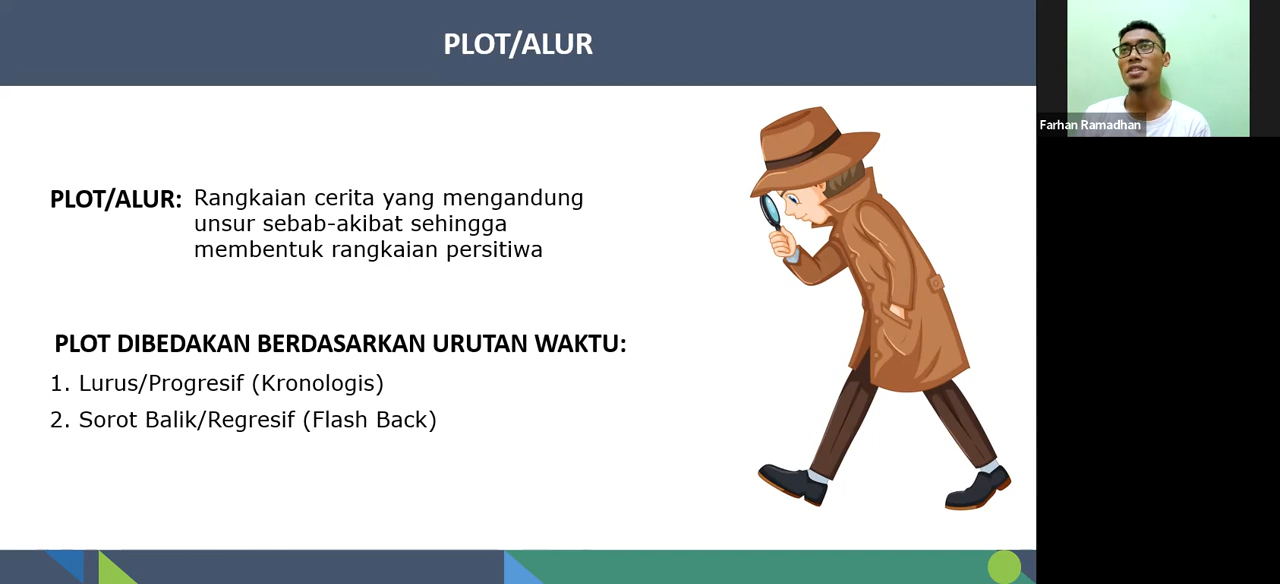 PLOT/ALUR
Farhan Ramadhan
PLOT/ALUR: Rangkaian cerita yang mengandung
unsur sebab-akibat sehingga
membentuk rangkaian persitiwa
PLOT DIBEDAKAN BERDASARKAN URUTAN WAKTU:
1. Lurus/Progresif (Kronologis)
2. Sorot Balik/Regresif (Flash Back)